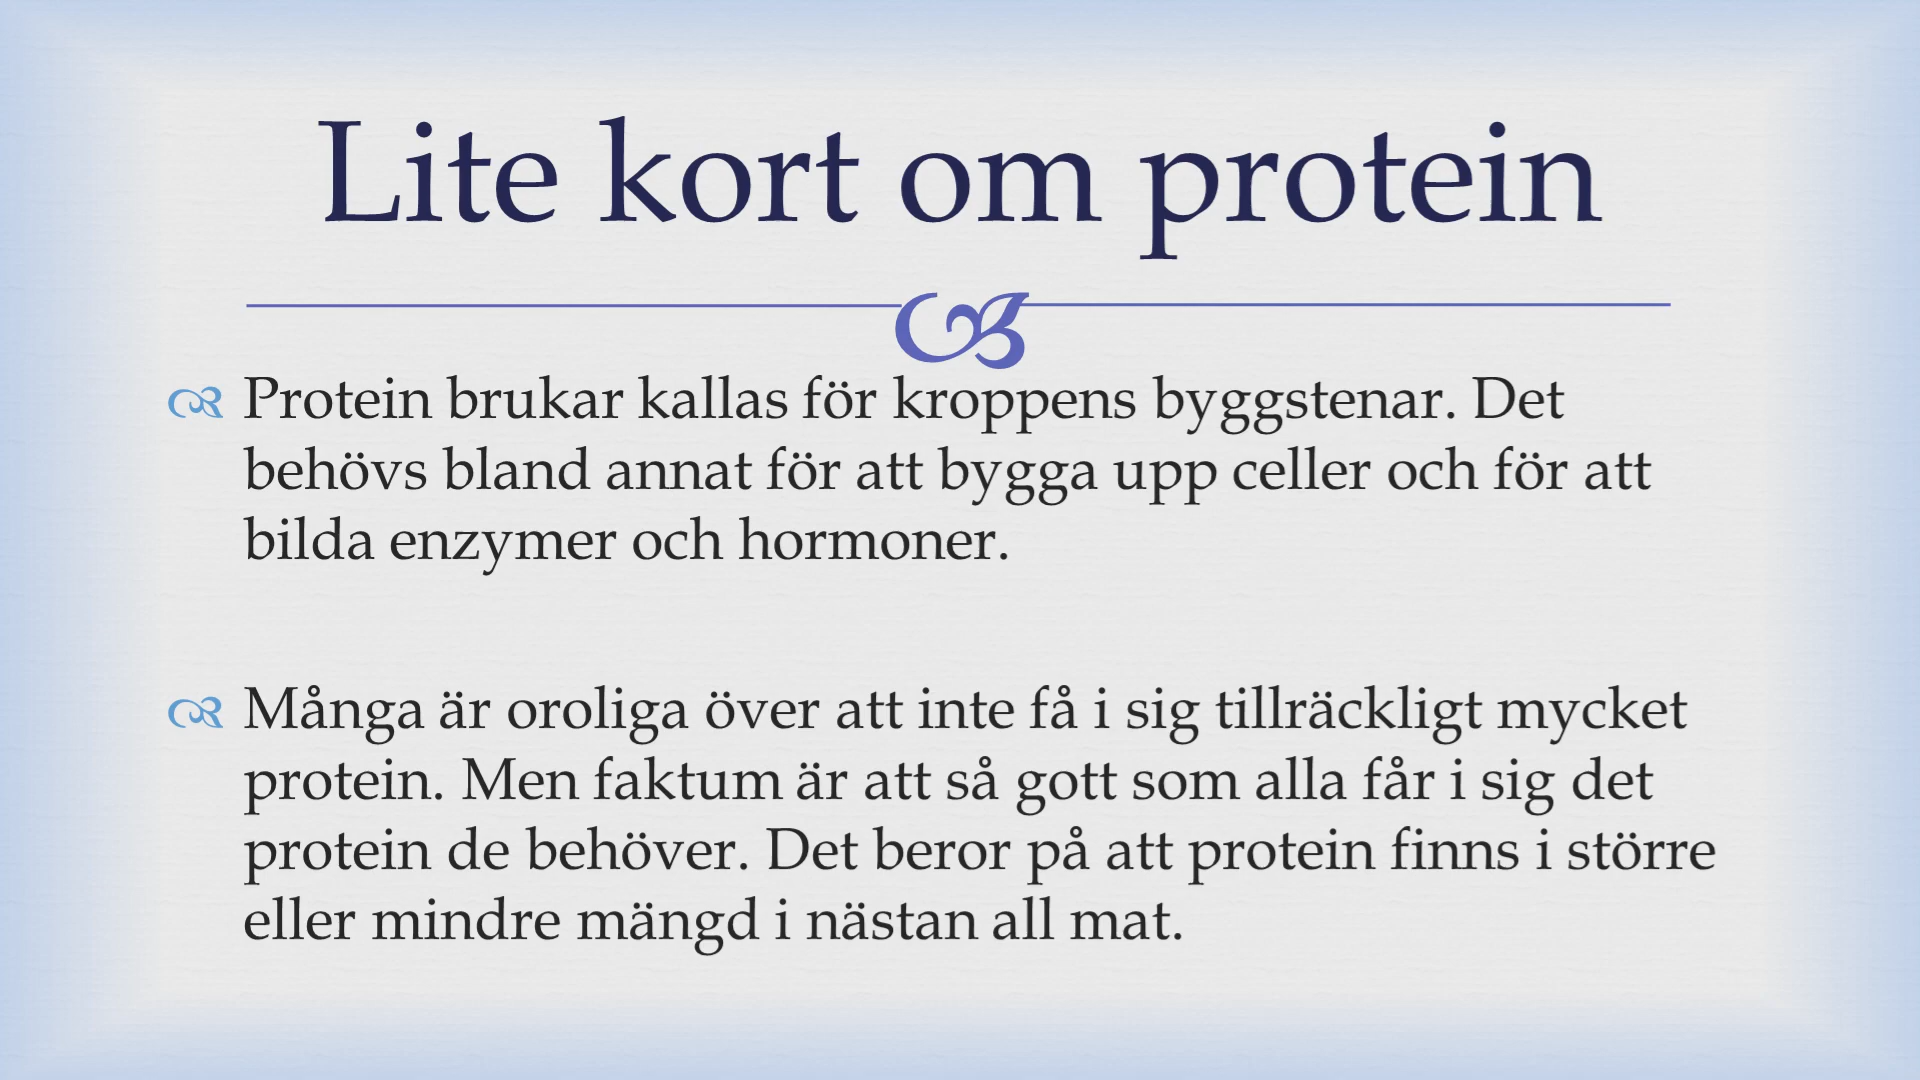 Lite kort om protein
Protein brukar kallas för kroppens byggstenar. Det
behövs bland annat för att bygga upp celler och för att
bilda enzymer och hormoner.
Många är oroliga över att inte få i sig tillräckligt mycket
protein. Men faktum är att så gott som alla får i sig det
protein de behöver. Det beror på att protein finns i större
eller mindre mängd i nästan all mat.